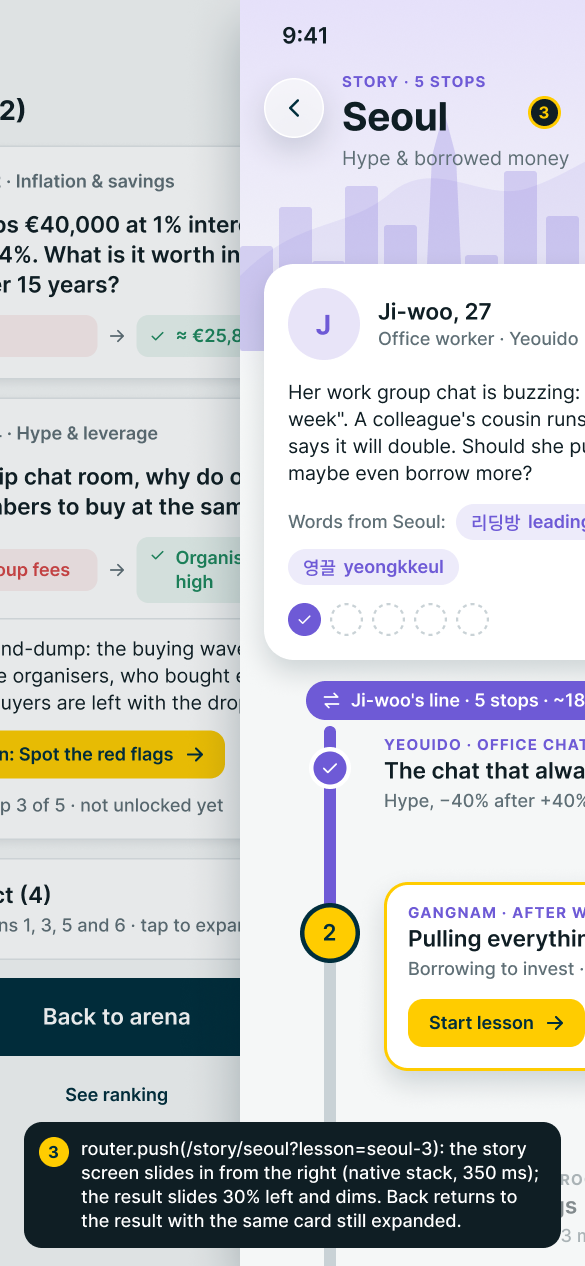 2)
· Inflation & savings
ps €40,000 at 1%
4%. What is it worth in
r 15 years?
→
≈ €25,8
· Hype & leverage
ip chat room, why do o
bers to buy at the sam
oup fees
→
Organis
high
nd-dump: the buying wave
e organisers, who bought e
uyers are left with the drop
n: Spot the red flags →
p 3 of 5 · not unlocked yet
ct (4)
ns 1, 3, 5 and 6 · tap to expan
Back to arena
See ranking
9:41
STORY · 5 STOPS
Seoul
3
Hype & borrowed money
J
Ji-woo, 27
Office worker · Yeouido
Her work group chat is buzzing:
week". A colleague's cousin runs
says it will double. Should she pu
maybe even borrow more?
Words from Seoul:
리딩방 leading
영끌 yeongkkeul
Ji-woo's line · 5 stops · ~18
YEOUIDO · OFFICE CHAT
The chat that alwa
Hype, −40% after +40%
2
GANGNAM · AFTER W
Pulling everythin
Borrowing to invest ·
Start lesson →
3
router.push(/story/seoul?lesson=seoul-3): the story
screen slides in from the right (native stack, 350 ms);
the result slides 30% left and dims. Back returns to
the result with the same card still expanded.
gs
3 m